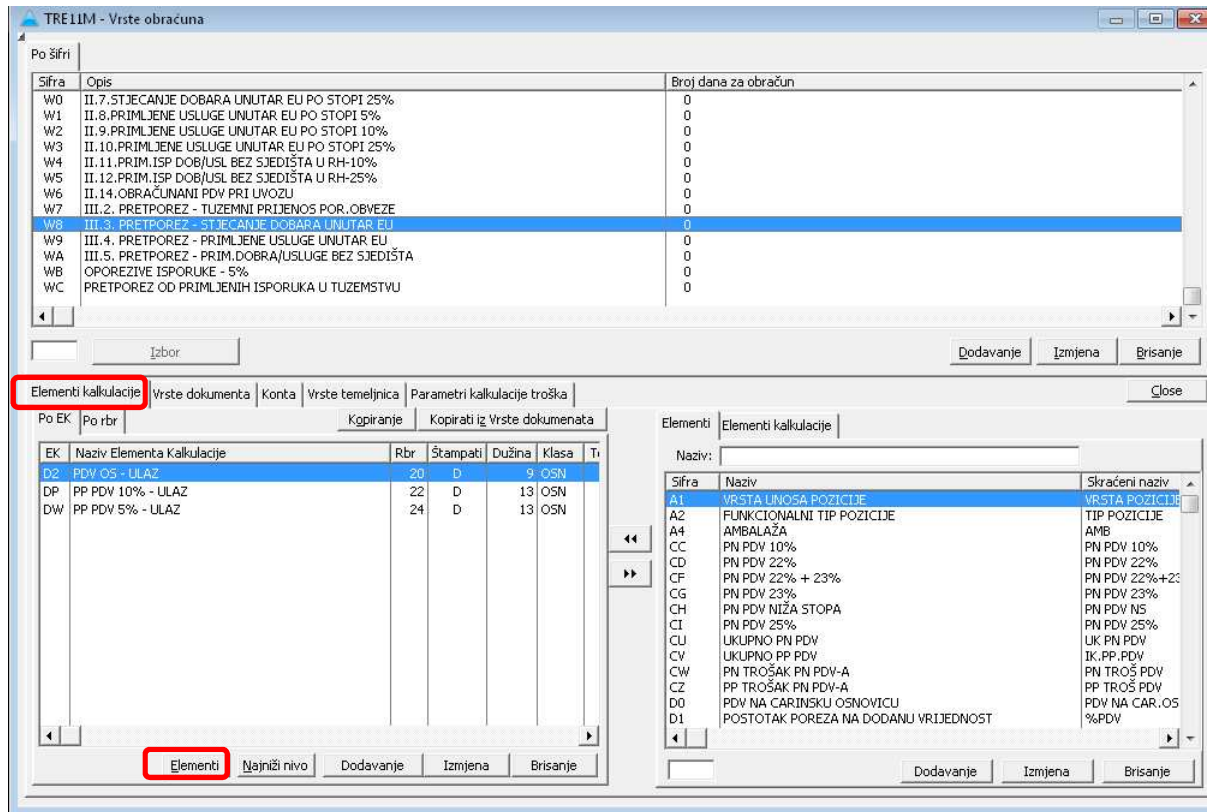 TRE11M - Vrste obračuna
Po šifri
Sifra Opis Broj dana za obračun
W0 II.7.STJECANJE DOBARA UNUTAR EU PO STOPI 25% 0
W1 II.8.PRIMLJENE USLUGE UNUTAR EU PO STOPI 5% 0
W2 II.9.PRIMLJENE USLUGE UNUTAR EU PO STOPI 10% 0
W3 II.10.PRIMLJENE USLUGE UNUTAR EU PO STOPI 25% 0
W4 II.11.PRIM.ISP DOB/USL BEZ SJEDIŠTA U RH-10% 0
W5 II.12.PRIM.ISP DOB/USL BEZ SJEDIŠTA U RH-25% 0
W6 II.14.OBRAČUNANI PDV PRI UVOZU 0
W7 III.2. PRETPOREZ - TUZEMNI PRIJENOS POR.OBVEZE 0
W8 III.3. PRETPOREZ - STJECANJE DOBARA UNUTAR EU 0
W9 III.4. PRETPOREZ - PRIMLJENE USLUGE UNUTAR EU 0
WA III.5. PRETPOREZ - PRIM.DOBRA/USLUGE BEZ SJEDIŠTA 0
WB OPOREZIVE ISPORUKE - 5% 0
WC PRETPOREZ OD PRIMLJENIH ISPORUKA U TUZEMSTVU 0
Izbor Dodavanje Izmjena Brisanje
Elementi kalkulacije Vrste dokumenta Konta Vrste temeljnica Parametri kalkulacije troška Close
Po EK Po rbr Kopiranje Kopirati iz Vrste dokumenata
EK Naziv Elementa Kalkulacije Rbr Štampati Dužina Klasa
D2 PDV OS - ULAZ 20 D 9 OSN
DP PP PDV 10% - ULAZ 22 D 13 OSN
DW PP PDV 5% - ULAZ 24 D 13 OSN
Elementi Najniži nivo Dodavanje Izmjena Brisanje
Elementi Elementi kalkulacije
Naziv:
Sifra Naziv Skraćeni naziv
A1 VRSTA UNOSA POZICIJE VRSTA POZICIJE
A2 FUNKCIONALNI TIP POZICIJE TIP POZICIJE
A4 AMBALAŽA AMB
CC PN PDV 10% PN PDV 10%
CD PN PDV 22% PN PDV 22%
CF PN PDV 22% + 23% PN PDV 22%+23
CG PN PDV 23% PN PDV 23%
CH PN PDV NIŽA STOPA PN PDV NS
CI PN PDV 25% PN PDV 25%
CU UKUPNO PN PDV UK PN PDV
CV UKUPNO PP PDV IK.PP.PDV
CW PN TROŠAK PN PDV-A PN TROŠ PDV
CZ PP TROŠAK PN PDV-A PP TROŠ PDV
D0 PDV NA CARINSKU OSNOVICU PDV NA CAR.OS
D1 POSTOTAK POREZA NA DODANU VRIJEDNOST %PDV
Dodavanje Izmjena Brisanje